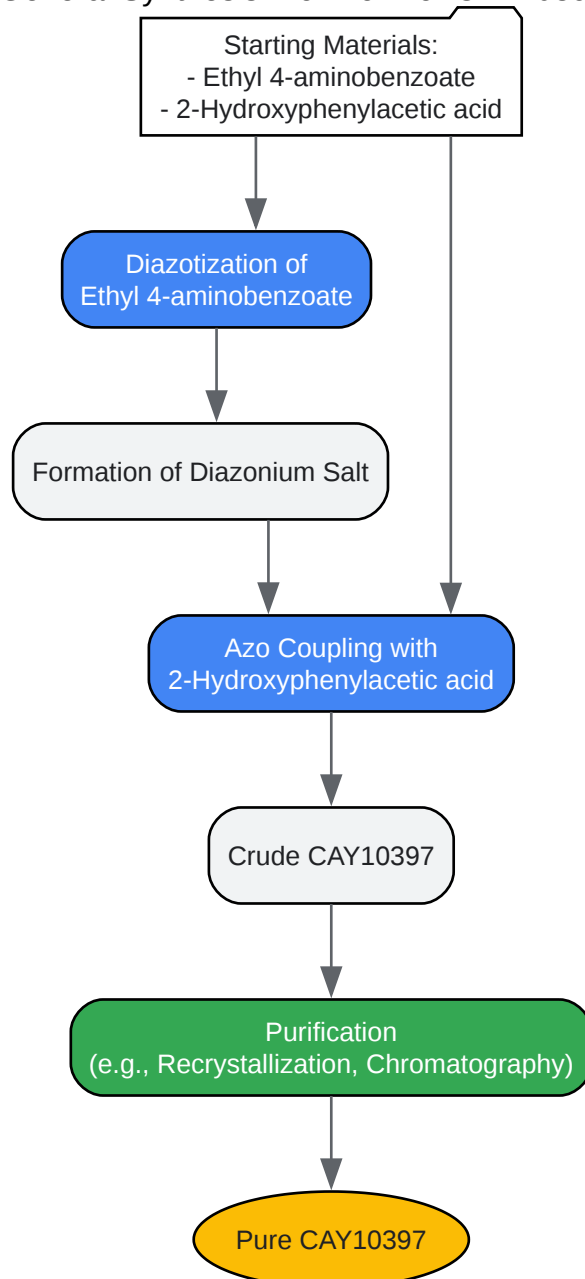 Starting Materials:
- Ethyl 4-aminobenzoate
- 2-Hydroxyphenylacetic acid
Diazotization of
Ethyl 4-aminobenzoate
Formation of Diazonium Salt
Azo Coupling with
2-Hydroxyphenylacetic acid
Crude CAY10397
Purification
(e.g., Recrystallization, Chromatography)
Pure CAY10397